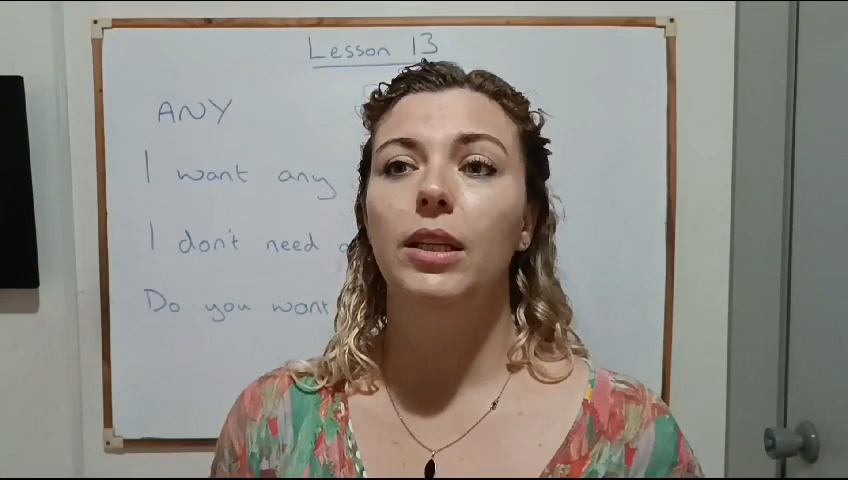 Lesson 13
ANY
I want any
I don't need
Do you want